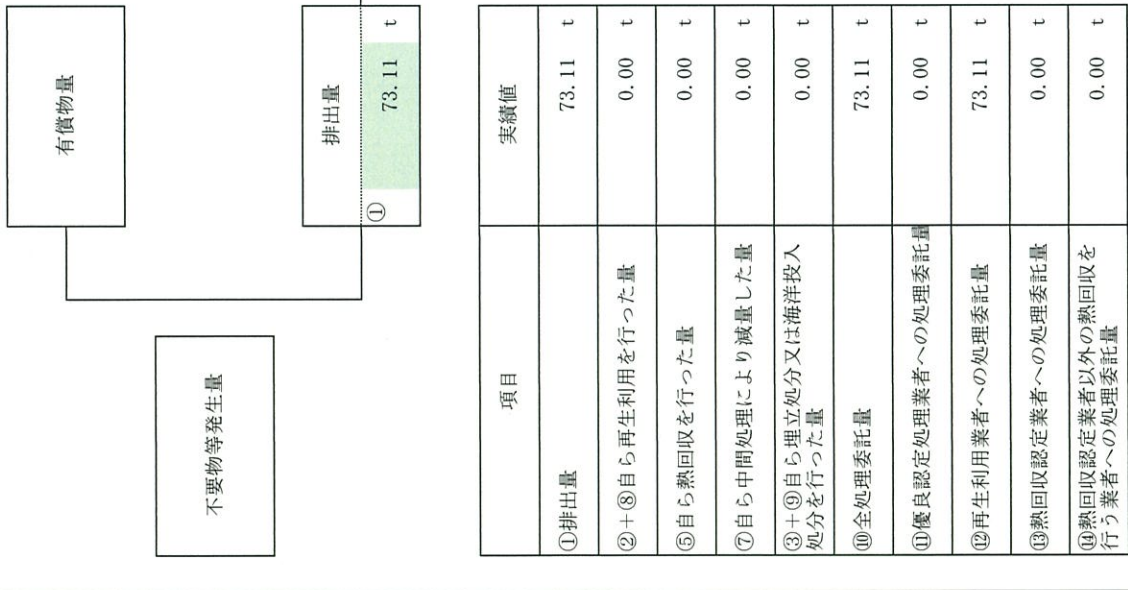 有償物量
不要物等発生量
排出量
① 73.11 t
項目 実績値
①排出量 73.11 t
②+⑧自ら再生利用を行った量 0.00 t
⑤自ら熱回収を行った量 0.00 t
⑦自ら中間処理により減量した量 0.00 t
③+⑨自ら埋立処分又は海洋投入
処分を行った量 0.00 t
⑩全処理委託量 73.11 t
⑪優良認定処理業者への処理委託量 0.00 t
⑫再生利用業者への処理委託量 73.11 t
⑬熱回収認定業者への処理委託量 0.00 t
⑭熱回収認定業者以外の熱回収を
行う業者への処理委託量 0.00 t